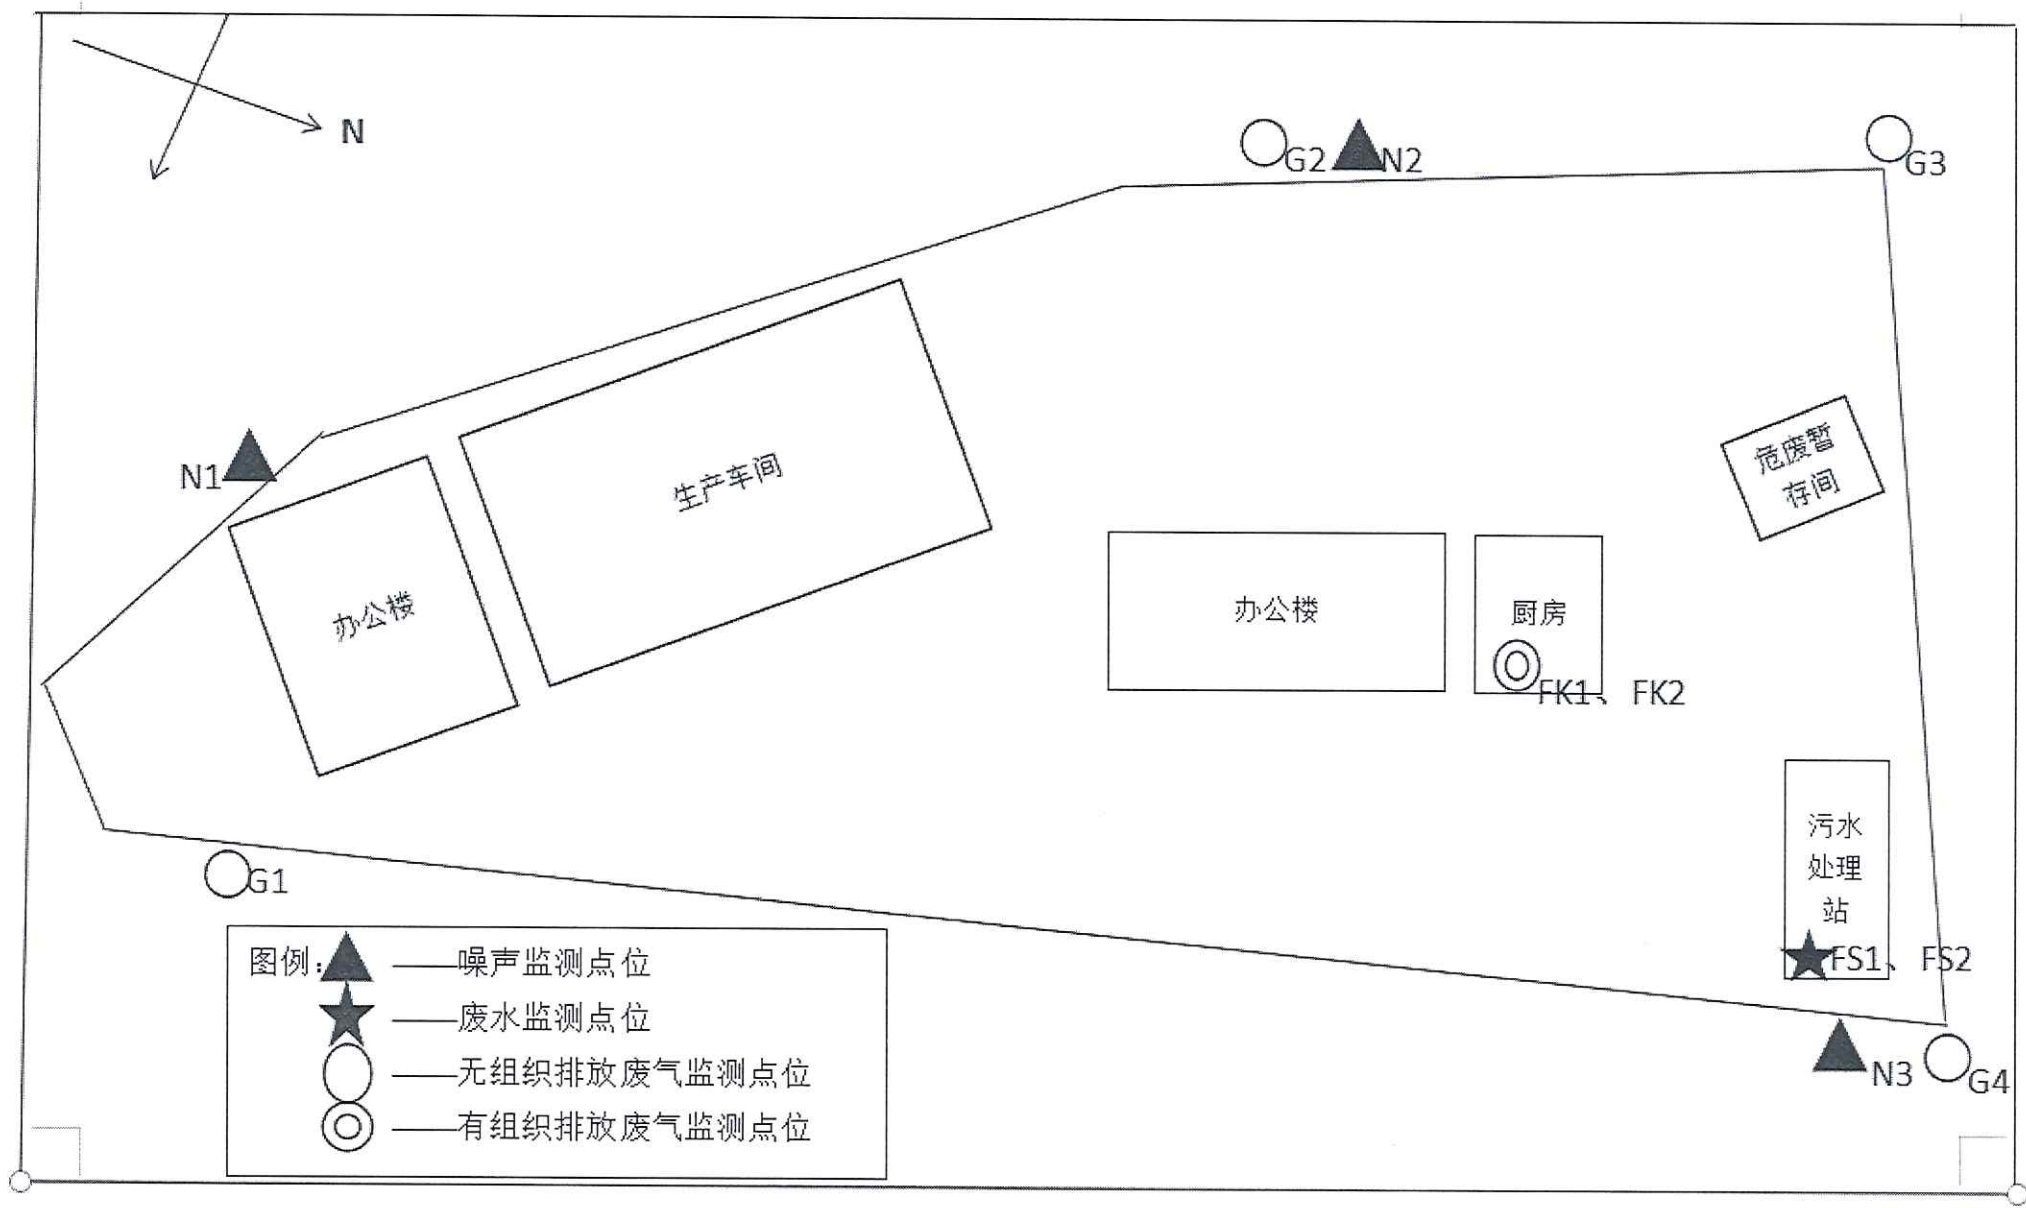 N
G2
N2
G3
N1
生产车间
危废暂
存间
办公楼
办公楼
厨房
FK1、FK2
污水
处理
站
FS1、FS2
G1
N3
G4
图例:
——噪声监测点位
——废水监测点位
——无组织排放废气监测点位
——有组织排放废气监测点位